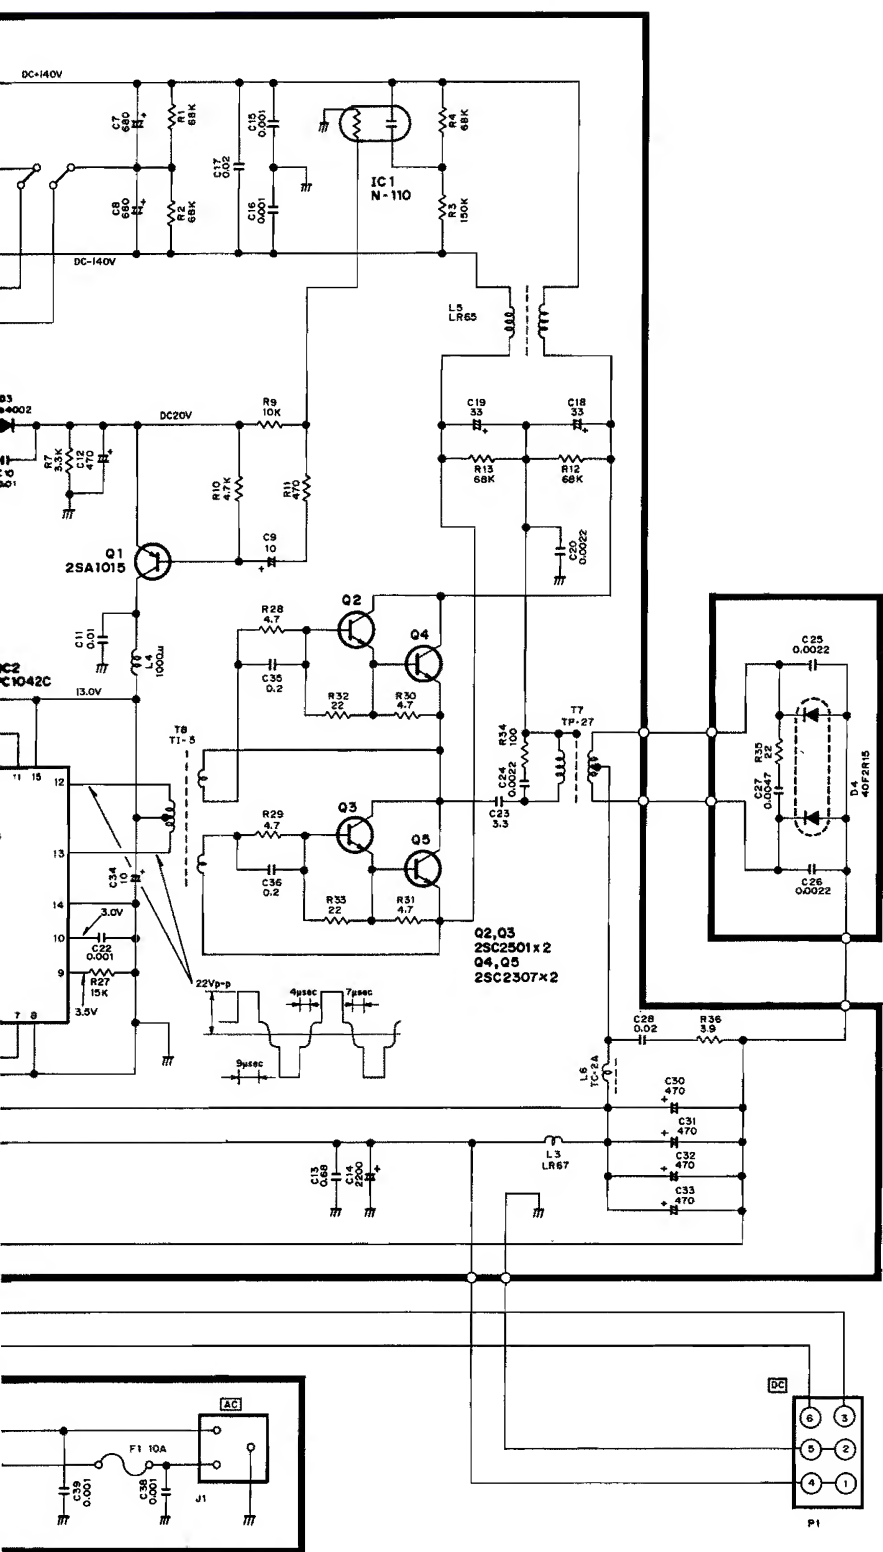 DC+140V
C7
680
R1
68K
C15
0.001
R4
68K
C17
0.02
IC1
N-110
C8
680
R2
68K
C16
0.001
R3
150K
DC-140V
L5
LR65
D3
4002
R9
10K
DC20V
C19
33
C18
33
R7
3.3K
C12
470
R10
4.7K
R11
470
R13
68K
R12
68K
Q1
2SA1015
C9
10
C20
0.0022
Q2
R28
4.7
Q4
C11
0.01
L4
1000μ
C35
0.2
R32
22
R30
4.7
C25
0.0022
IC2
PC1042C
13.0V
T8
TI-3
R34
100
T7
TP-27
11
15
12
C24
0.0022
R35
22
C27
0.0047
D4
40F2R15
R29
4.7
Q3
C23
3.3
Q5
13
C34
10
C36
0.2
C26
0.0022
R33
22
R31
4.7
14
3.0V
10
C22
0.001
9
R27
15K
3.5V
Q2,Q3
2SC2501×2
Q4,Q5
2SC2307×2
22Vp-p
4μsec
7μsec
9μsec
7
8
C28
0.02
R36
3.9
L6
TC-2A
C30
470
C31
470
C32
470
C33
470
L3
LR67
C13
0.68
C14
2200
DC
AC
6
3
F1 10A
5
2
C39
0.001
C38
0.001
J1
4
1
P1